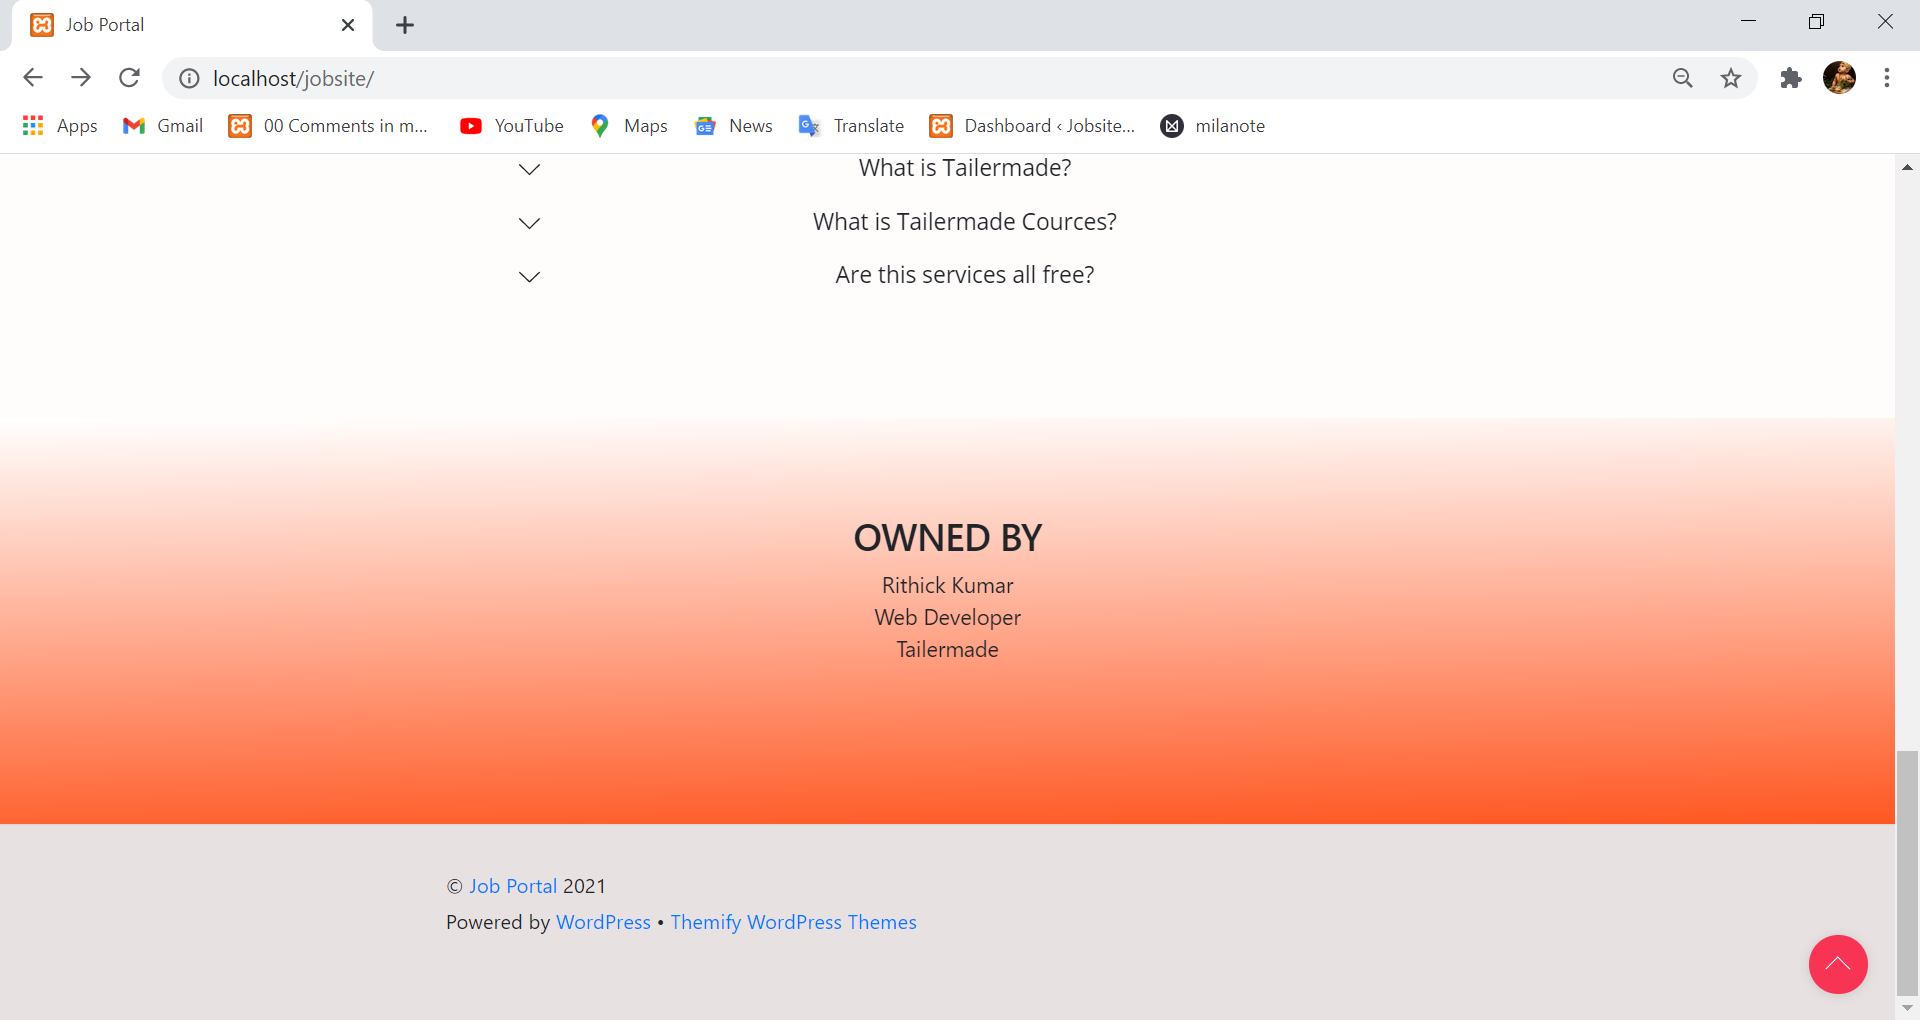 Job Portal
localhost/jobsite/
Apps Gmail 00 Comments in m... YouTube Maps News Translate Dashboard ‹ Jobsite... milanote
What is Tailermade?
What is Tailermade Cources?
Are this services all free?
OWNED BY
Rithick Kumar
Web Developer
Tailermade
© Job Portal 2021
Powered by WordPress • Themify WordPress Themes